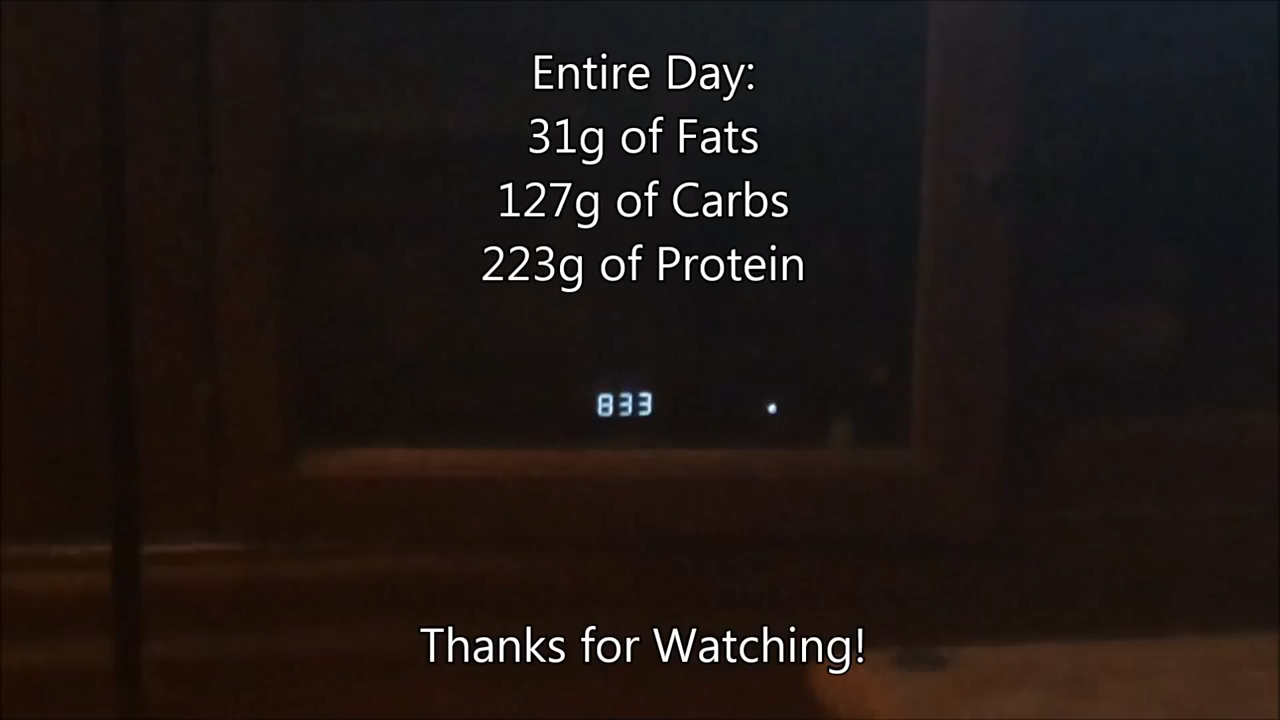 Entire Day:
31g of Fats
127g of Carbs
223g of Protein
833
Thanks for Watching!